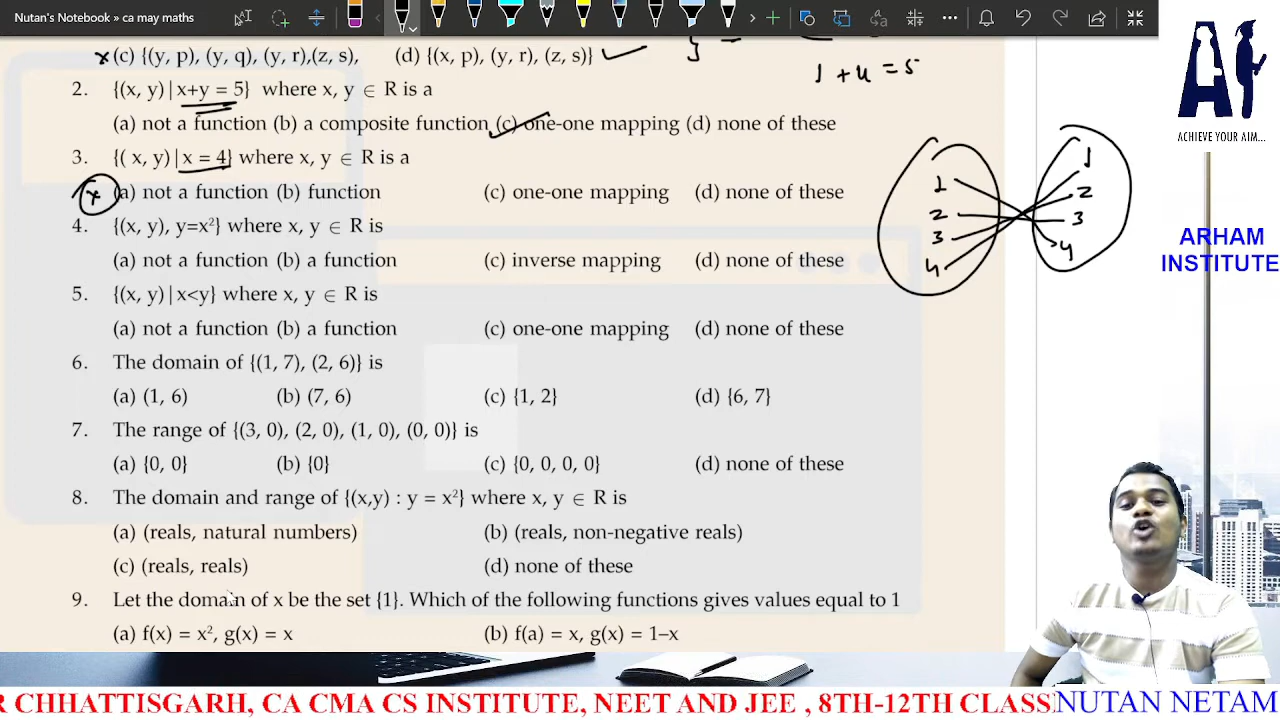 Nutan's Notebook » ca may maths
(c) {(y, p), (y, q), (y, r),(z, s), (d) {(x, p), (y, r), (z, s)}
1 + 4 = 5
2. {(x, y)|x+y = 5} where x, y ∈ R is a
(a) not a function (b) a composite function (c) one-one mapping (d) none of these
3. {( x, y)|x = 4} where x, y ∈ R is a
(a) not a function (b) function (c) one-one mapping (d) none of these
4. {(x, y), y=x²} where x, y ∈ R is
(a) not a function (b) a function (c) inverse mapping (d) none of these
5. {(x, y)|x<y} where x, y ∈ R is
(a) not a function (b) a function (c) one-one mapping (d) none of these
6. The domain of {(1, 7), (2, 6)} is
(a) (1, 6) (b) (7, 6) (c) {1, 2} (d) {6, 7}
7. The range of {(3, 0), (2, 0), (1, 0), (0, 0)} is
(a) {0, 0} (b) {0} (c) {0, 0, 0, 0} (d) none of these
8. The domain and range of {(x,y) : y = x²} where x, y ∈ R is
(a) (reals, natural numbers) (b) (reals, non-negative reals)
(c) (reals, reals) (d) none of these
9. Let the domain of x be the set {1}. Which of the following functions gives values equal to 1
(a) f(x) = x², g(x) = x (b) f(a) = x, g(x) = 1–x
1 1
2 2
3 3
4 4
ACHIEVE YOUR AIM...
ARHAM
INSTITUTE
R CHHATTISGARH, CA CMA CS INSTITUTE, NEET AND JEE , 8TH-12TH CLASS
NUTAN NETAM